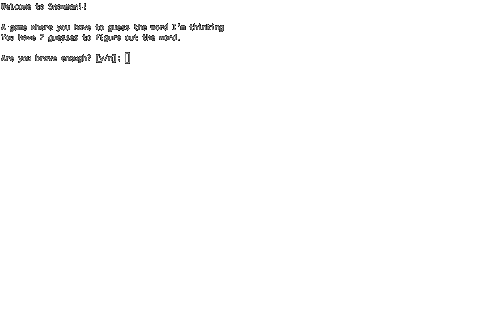 Welcome to Snowman!!
A game where you have to guess the word I'm thinking
You have 7 guesses to figure out the word.
Are you brave enough? [y/n]: